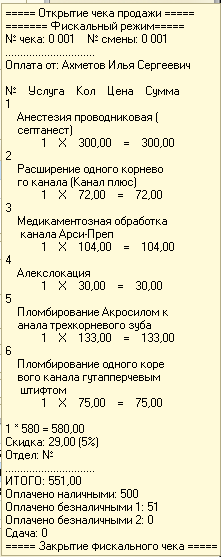 ===== Открытие чека продажи =====
======= Фискальный режим=====
№ чека: 0 001 № смены: 0 001
..............................
Оплата от: Ахметов Илья Сергеевич
№ Услуга Кол Цена Сумма
1
Анестезия проводниковая (
септанест)
1 X 300,00 = 300,00
2
Расширение одного корнево
го канала (Канал плюс)
1 X 72,00 = 72,00
3
Медикаментозная обработка
канала Арси-Преп
1 X 104,00 = 104,00
4
Алекслокация
1 X 30,00 = 30,00
5
Пломбирование Акросилом к
анала трехкорневого зуба
1 X 133,00 = 133,00
6
Пломбирование одного коре
вого канала гутапперчевым
штифтом
1 X 75,00 = 75,00
1 * 580 = 580,00
Скидка: 29,00 (5%)
Отдел: №
..............................
ИТОГО: 551,00
Оплачено наличными: 500
Оплачено безналичными 1: 51
Оплачено безналичными 2: 0
Сдача: 0
===== Закрытие фискального чека =====